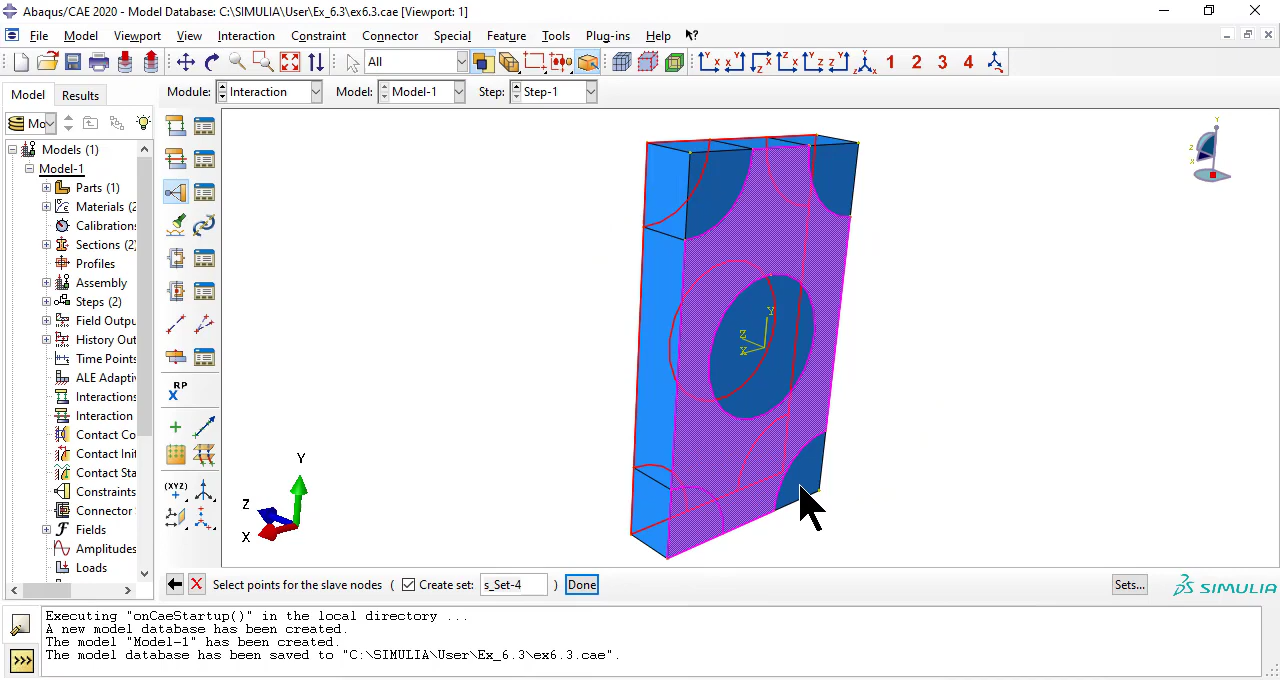 Abaqus/CAE 2020 - Model Database: C:\SIMULIA\User\Ex_6.3\ex6.3.cae [Viewport: 1]
File Model Viewport View Interaction Constraint Connector Special Feature Tools Plug-ins Help
All 1 2 3 4
Model Results Module: Interaction Model: Model-1 Step: Step-1
Mo
Models (1)
Model-1
Parts (1)
Materials (2
Calibrations
Sections (2)
Profiles
Assembly
Steps (2)
Field Outpu
History Out
Time Points
ALE Adaptiv
Interactions
Interaction
Contact Co
Contact Init
Contact Sta
Constraints
Connector
Fields
Amplitudes
Loads
RP
X
(XYZ)
Y
Z
X
Y
Z
X
Y
Z
X
Select points for the slave nodes ( Create set: s_Set-4 ) Done Sets... SIMULIA
Executing "onCaeStartup()" in the local directory ...
A new model database has been created.
The model "Model-1" has been created.
The model database has been saved to "C:\SIMULIA\User\Ex_6.3\ex6.3.cae".
>>>